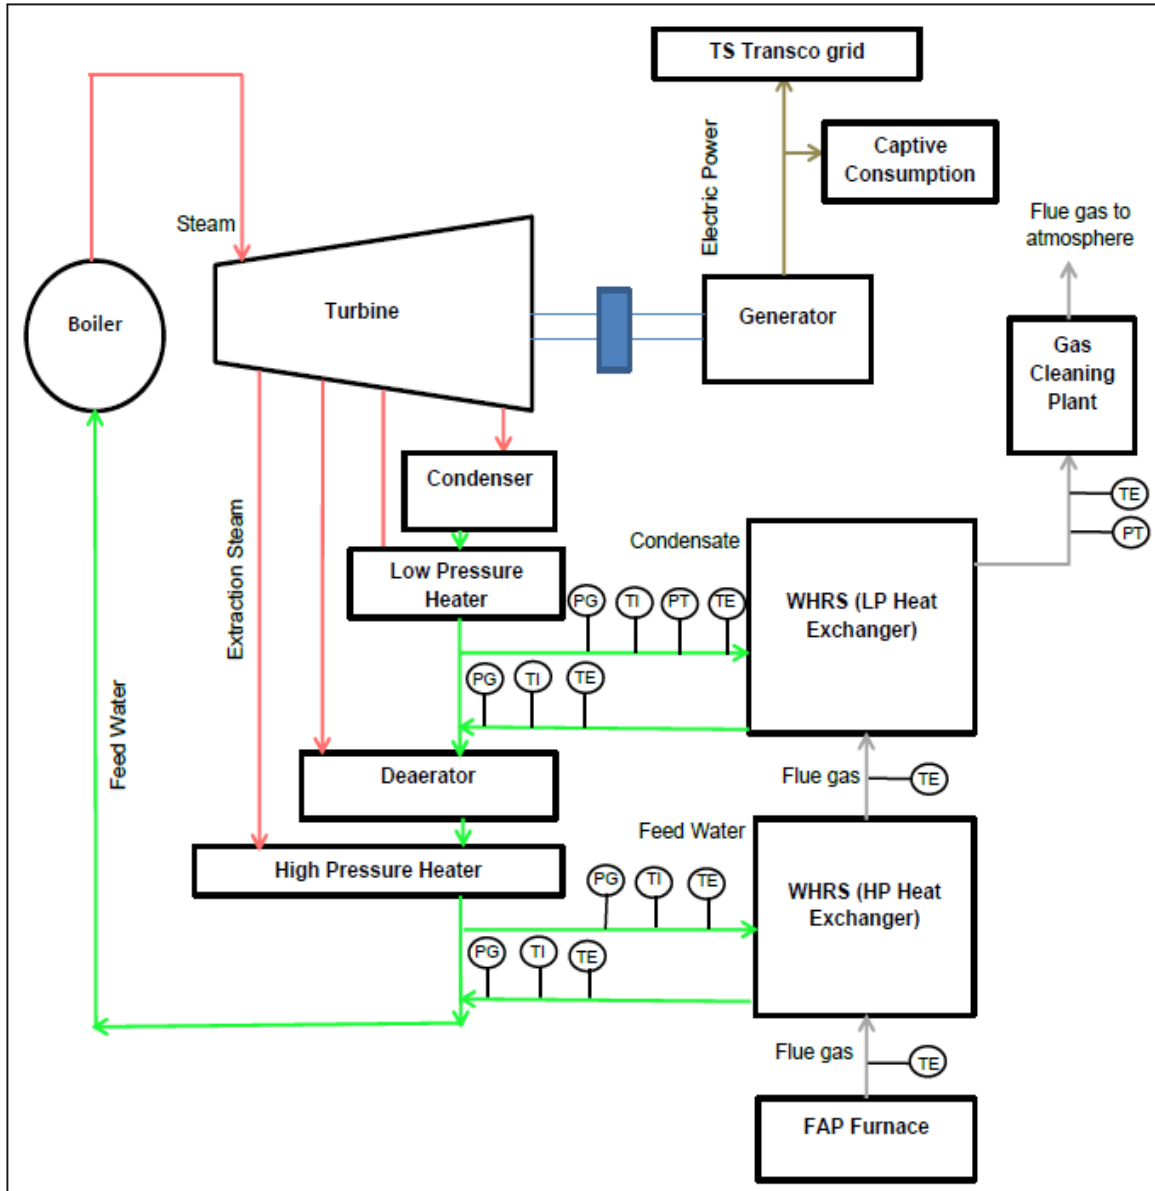 TS Transco grid
Captive
Consumption
Electric Power
Flue gas to
atmosphere
Steam
Boiler
Turbine
Generator
Gas
Cleaning
Plant
Condenser
TE
PT
Extraction Steam
Condensate
Low Pressure
Heater
PG TI PT TE
WHRS (LP Heat
Exchanger)
PG TI TE
Feed Water
Deaerator
Flue gas
TE
Feed Water
High Pressure Heater
PG TI TE
WHRS (HP Heat
Exchanger)
PG TI TE
Flue gas
TE
FAP Furnace